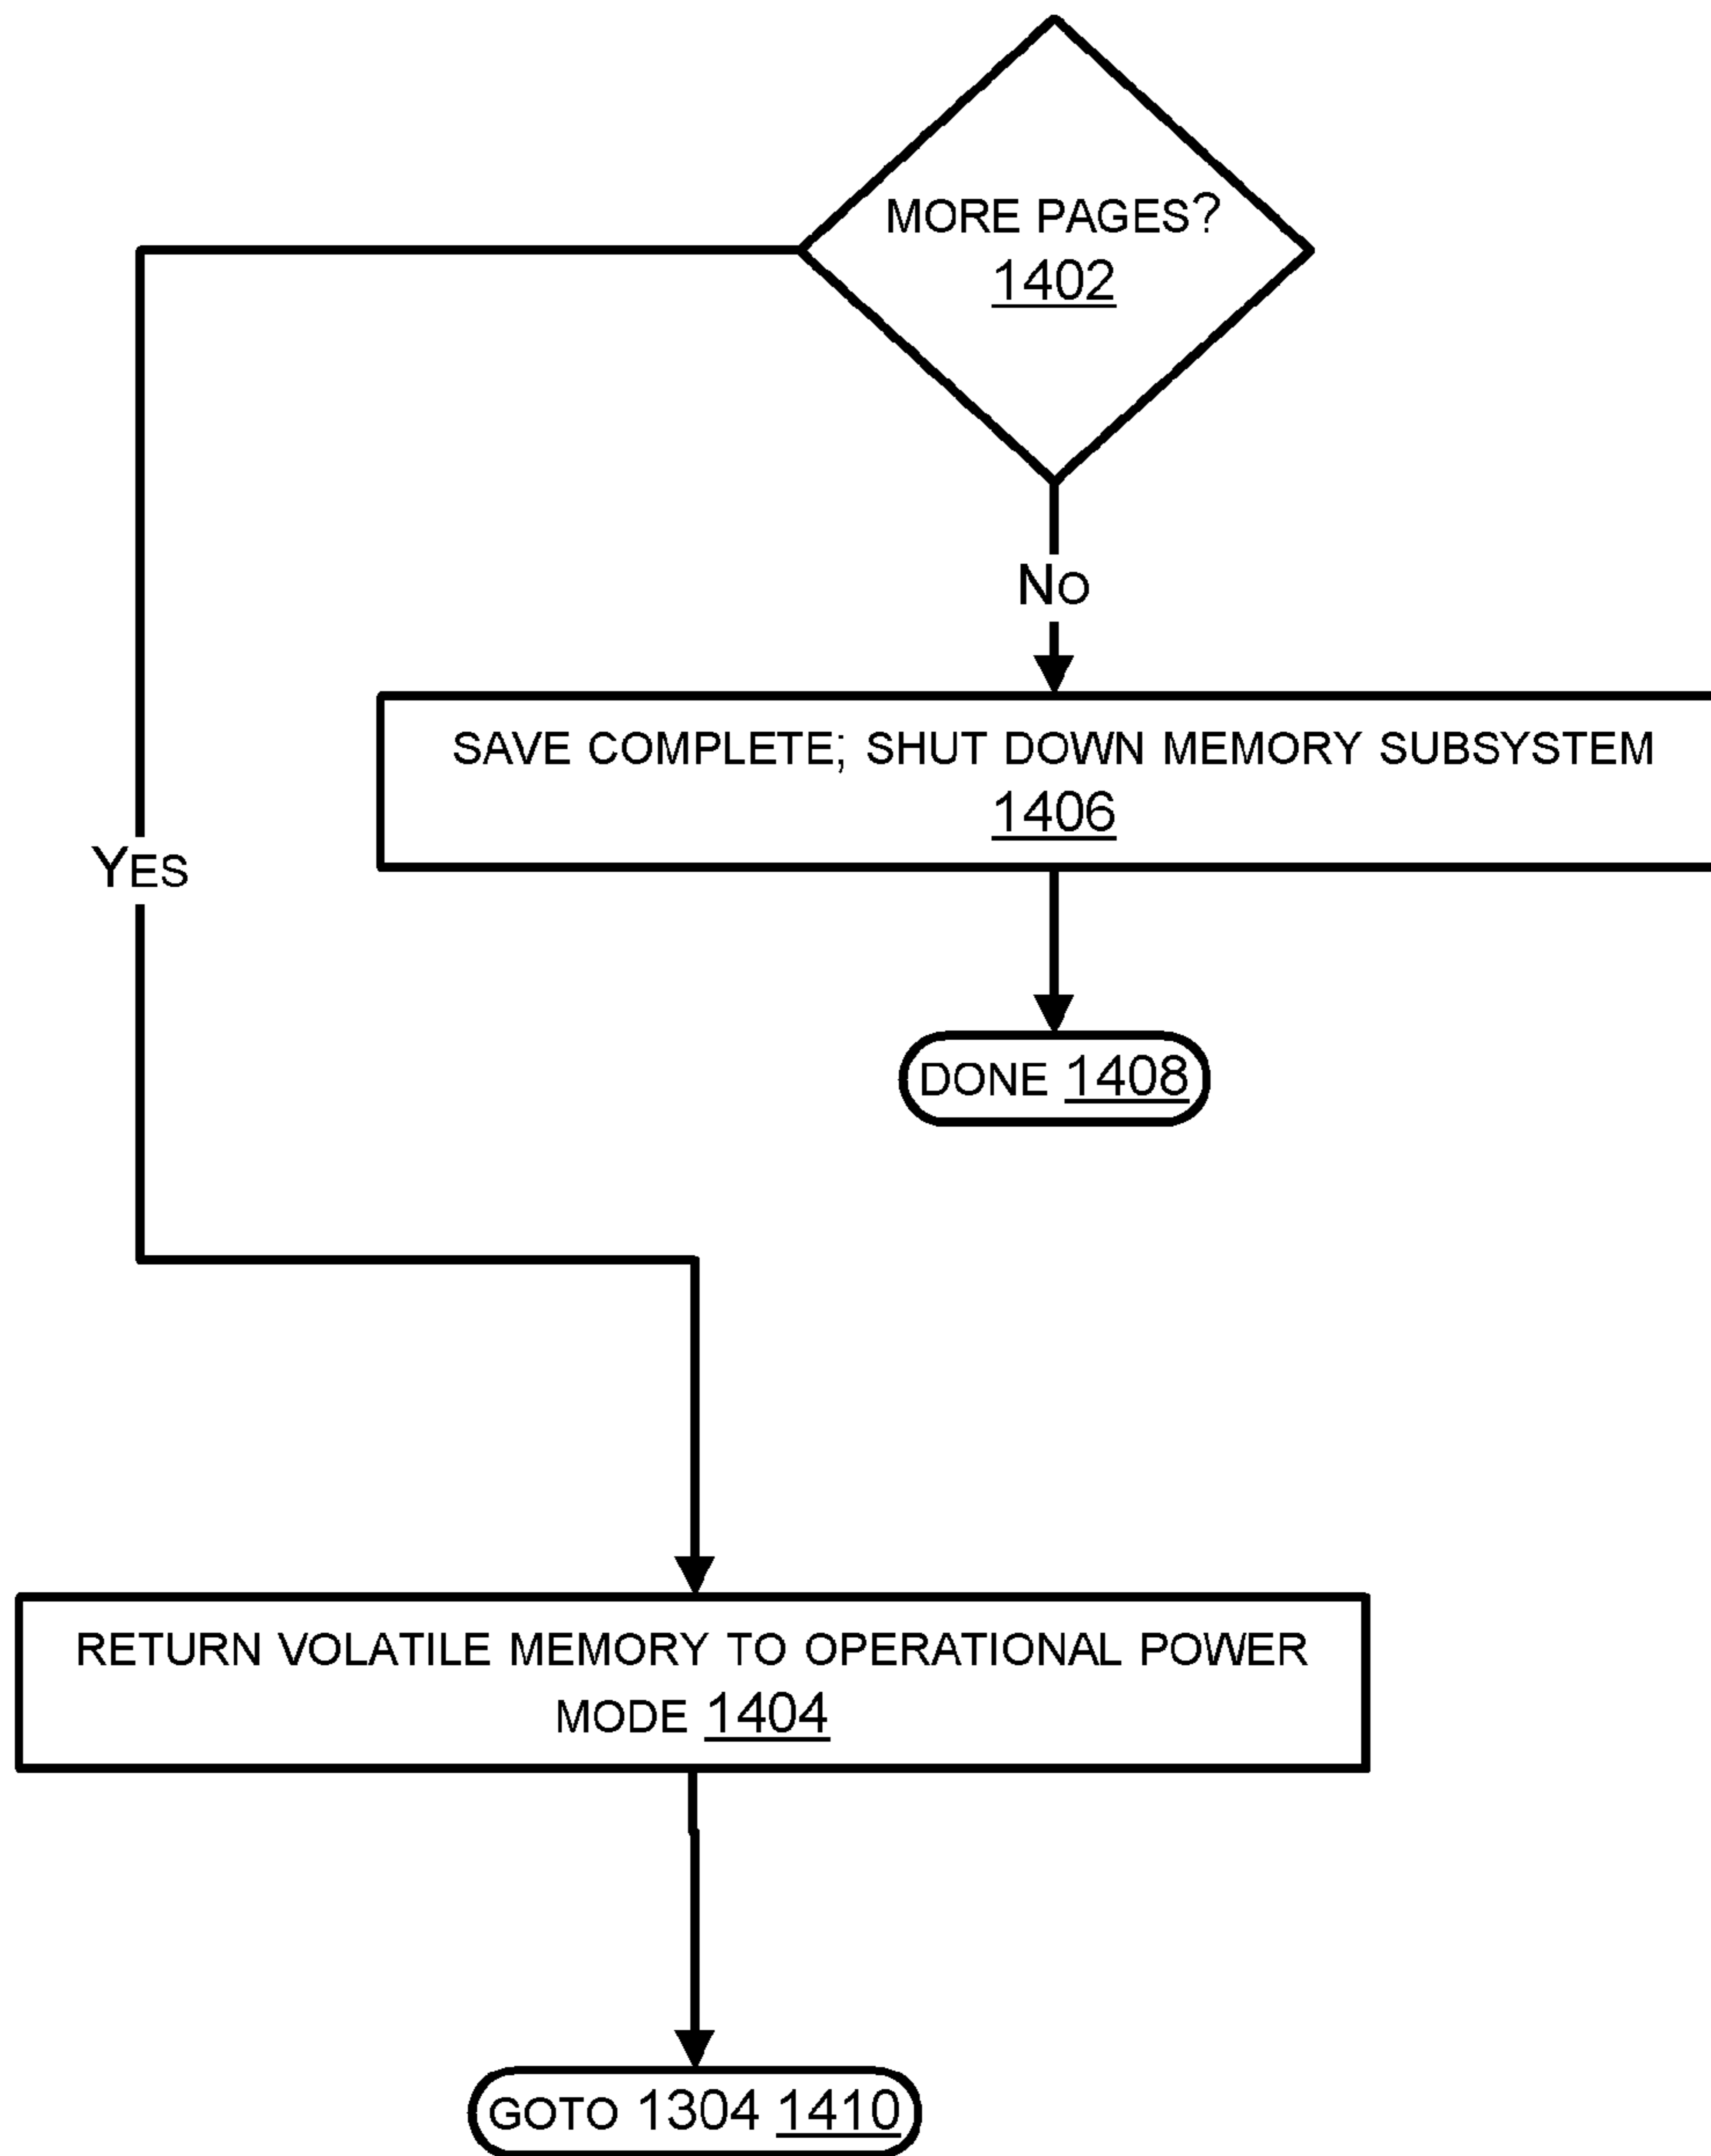 MORE PAGES?
1402
NO
SAVE COMPLETE; SHUT DOWN MEMORY SUBSYSTEM
1406
YES
DONE 1408
RETURN VOLATILE MEMORY TO OPERATIONAL POWER
MODE 1404
GOTO 1304 1410